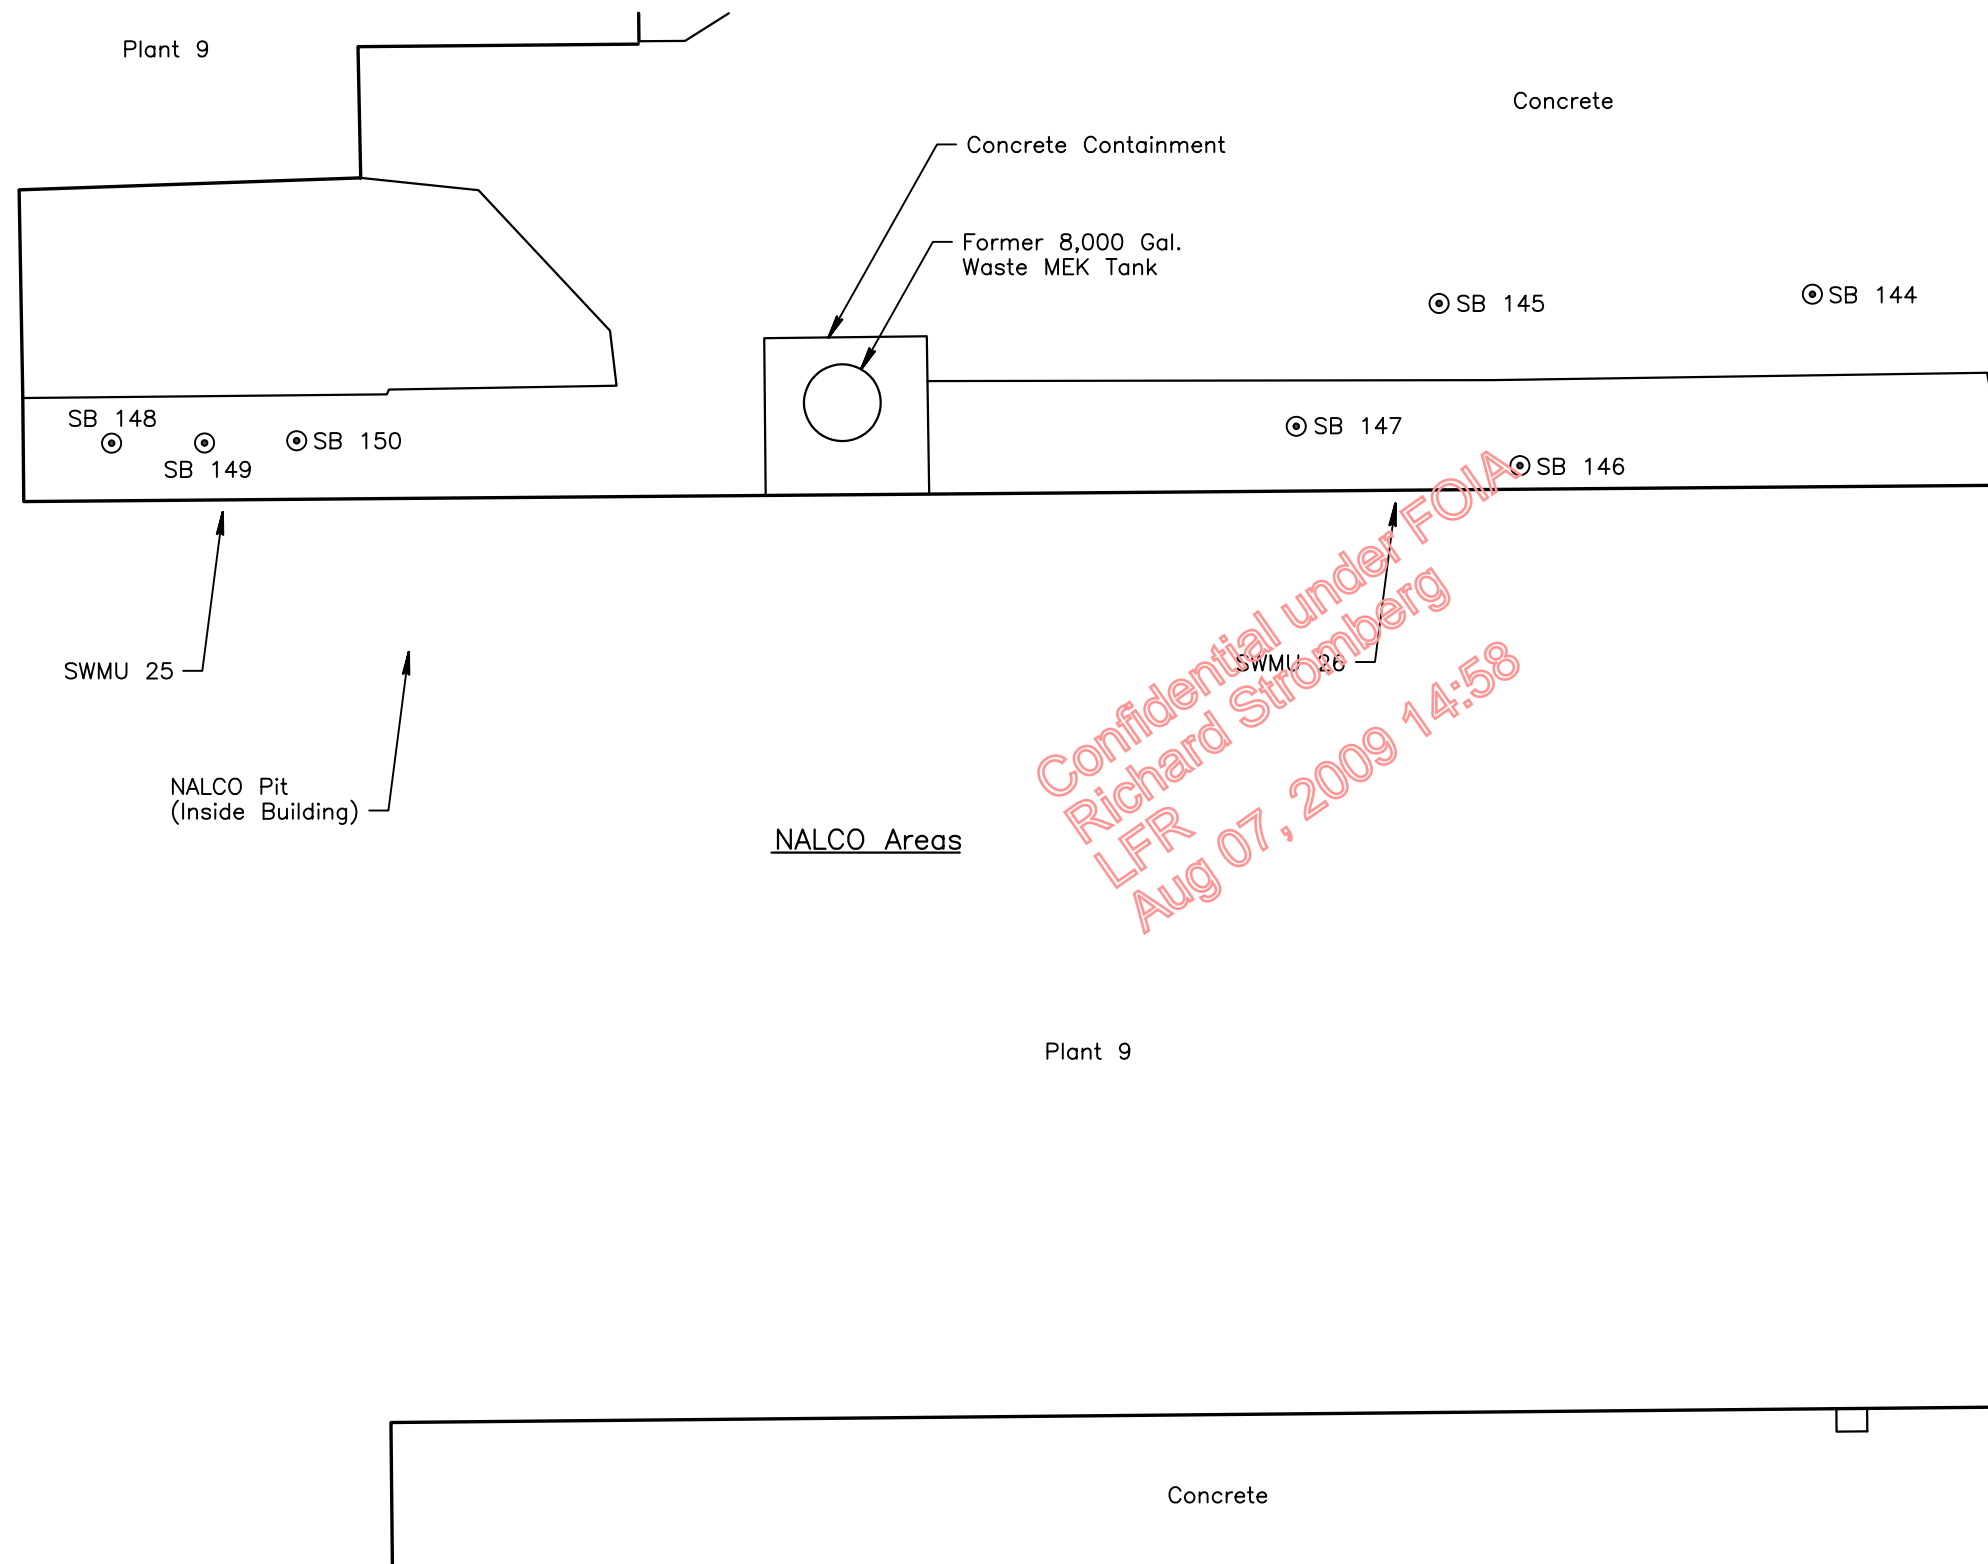 Plant 9
Concrete
Concrete Containment
Former 8,000 Gal.
Waste MEK Tank
SB 145
SB 144
SB 148
SB 149
SB 150
SB 147
SB 146
SWMU 25
SWMU 26
NALCO Pit
(Inside Building)
NALCO Areas
Confidential under FOIA
Richard Stromberg
LFR
Aug 07, 2009 14:58
Plant 9
Concrete